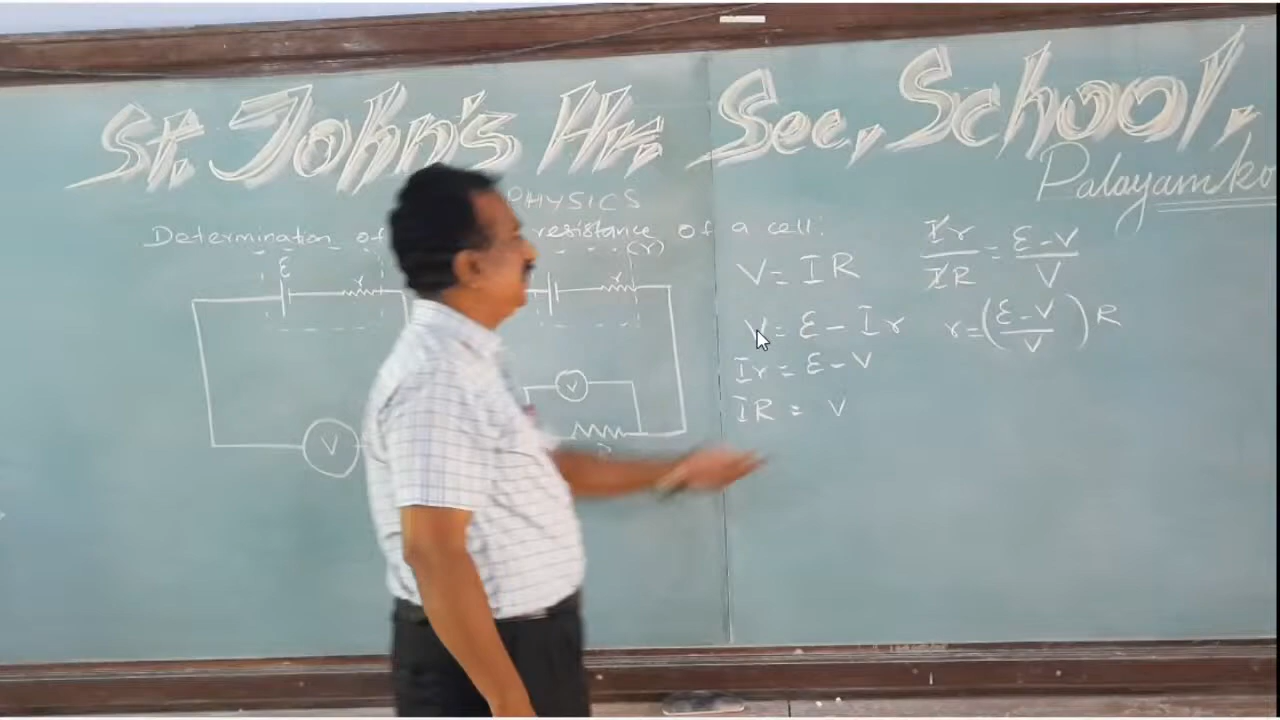 St. John's Hr. Sec. School,
Palayamko
PHYSICS
Determination of resistance of a cell:
(r)
ε
r
r
V
V
V = IR
V = ε - Ir
Ir = ε - V
IR = V
Ir/IR = ε - V/V
r = (ε - V/V) R